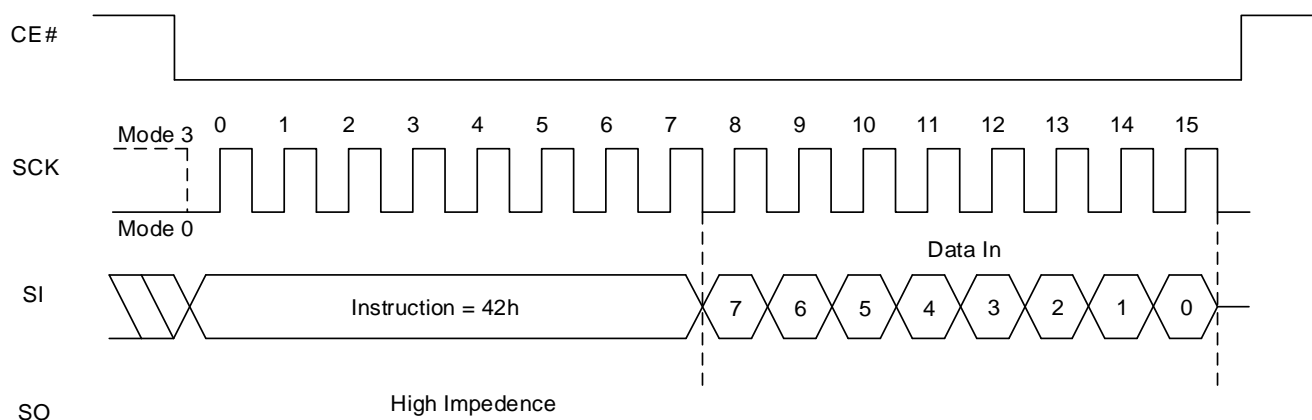 CE#
Mode 3
0 1 2 3 4 5 6 7 8 9 10 11 12 13 14 15
SCK
Mode 0
Data In
SI
Instruction = 42h
7 6 5 4 3 2 1 0
High Impedence
SO